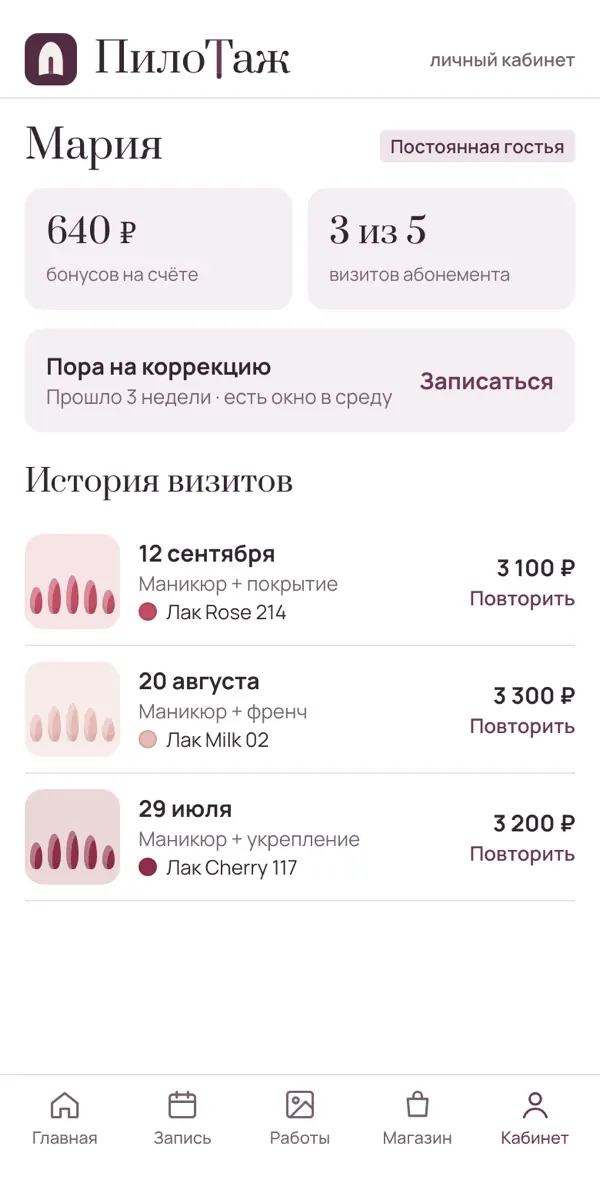 ПилоТаж
личный кабинет
Мария
Постоянная гостья
640 ₽
бонусов на счёте
3 из 5
визитов абонемента
Пора на коррекцию
Прошло 3 недели · есть окно в среду
Записаться
История визитов
12 сентября
Маникюр + покрытие
Лак Rose 214
3 100 ₽
Повторить
20 августа
Маникюр + френч
Лак Milk 02
3 300 ₽
Повторить
29 июля
Маникюр + укрепление
Лак Cherry 117
3 200 ₽
Повторить
Главная
Запись
Работы
Магазин
Кабинет